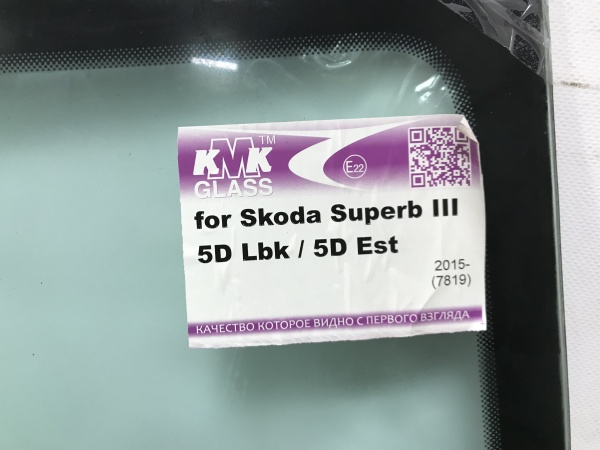 KMK™
GLASS
E22
for Skoda Superb III
5D Lbk / 5D Est
2015-
(7819)
КАЧЕСТВО КОТОРОЕ ВИДНО С ПЕРВОГО ВЗГЛЯДА